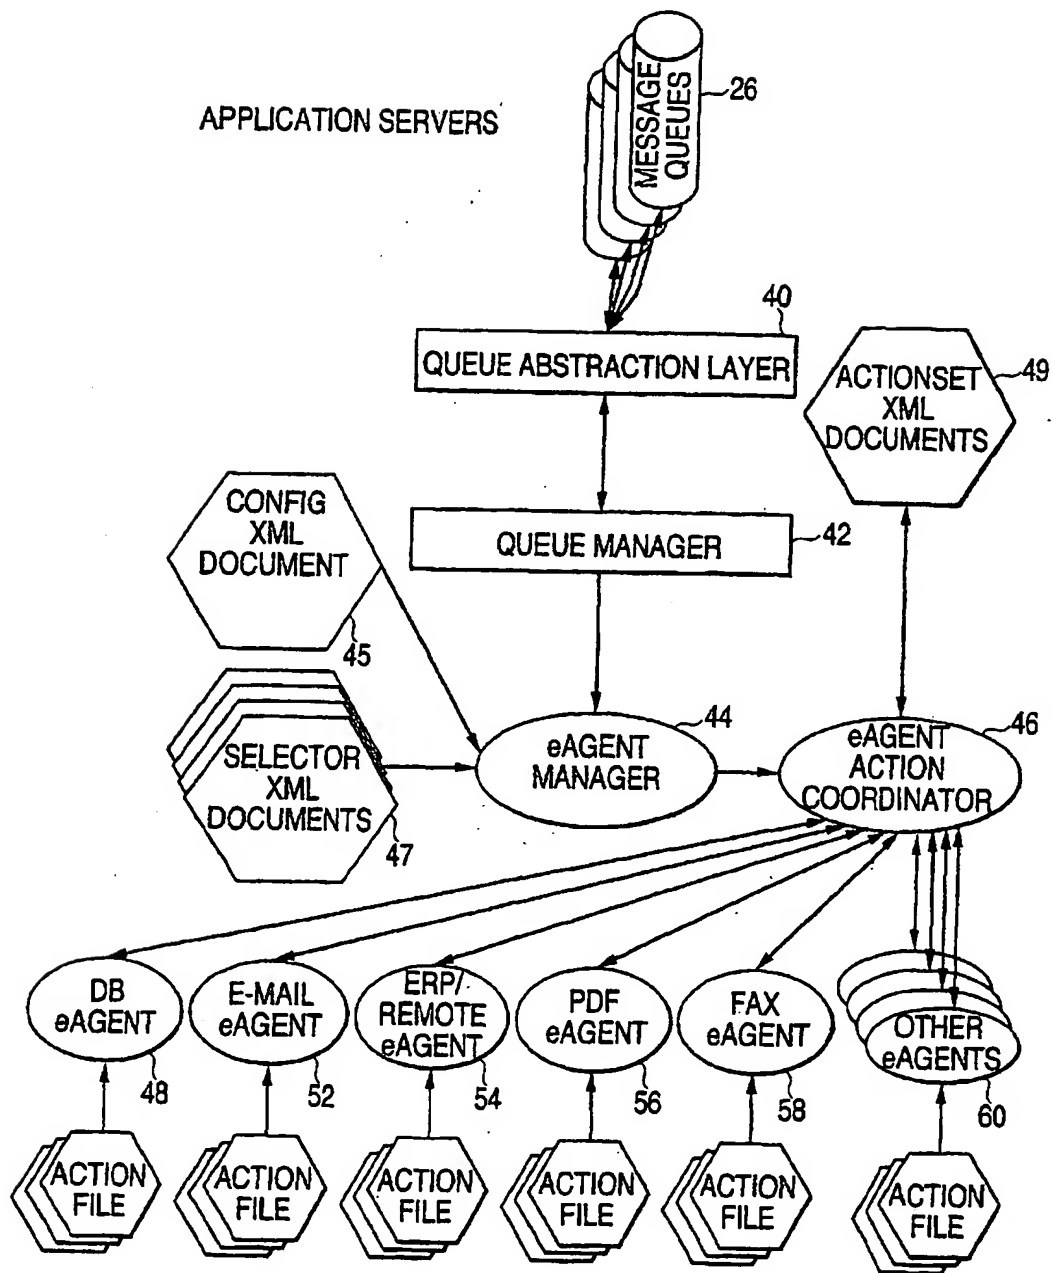 APPLICATION SERVERS
MESSAGE
QUEUES
26
40
QUEUE ABSTRACTION LAYER
ACTIONSET
XML
DOCUMENTS
49
CONFIG
XML
DOCUMENT
45
QUEUE MANAGER
42
SELECTOR
XML
DOCUMENTS
47
eAGENT
MANAGER
44
eAGENT
ACTION
COORDINATOR
46
DB
eAGENT
48
E-MAIL
eAGENT
52
ERP/
REMOTE
eAGENT
54
PDF
eAGENT
56
FAX
eAGENT
58
OTHER
eAGENTS
60
ACTION
FILE
ACTION
FILE
ACTION
FILE
ACTION
FILE
ACTION
FILE
ACTION
FILE